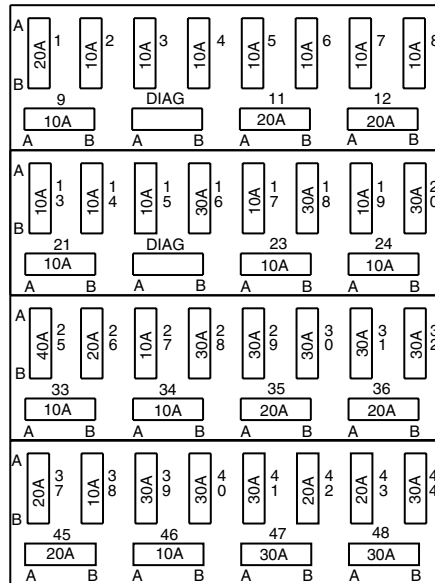 A 20A 1 10A 2 10A 3 10A 4 10A 5 10A 6 10A 7 10A 8
B
9 DIAG 11 12
10A 20A 20A
A B A B A B A B
A 10A 13 10A 14 10A 15 30A 16 10A 17 30A 18 10A 19 30A 20
B
21 DIAG 23 24
10A 10A 10A
A B A B A B A B
A 40A 25 20A 26 10A 27 30A 28 30A 29 30A 30 30A 31 30A 32
B
33 34 35 36
10A 10A 20A 20A
A B A B A B A B
A 20A 37 10A 38 30A 39 30A 40 30A 41 20A 42 20A 43 30A 44
B
45 46 47 48
20A 10A 30A 30A
A B A B A B A B